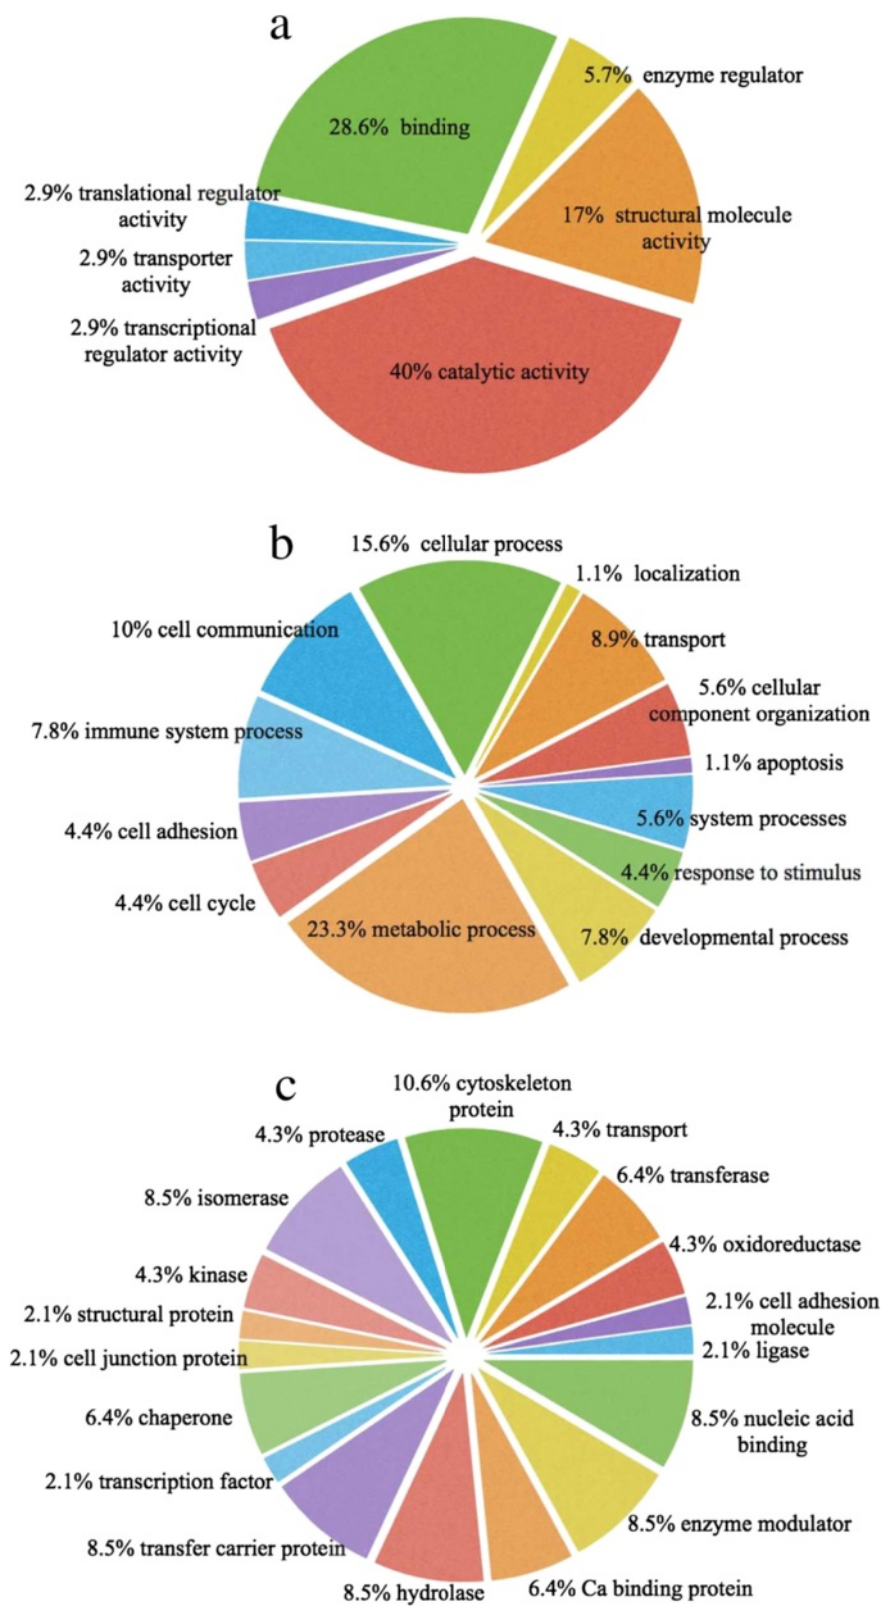 a
5.7% enzyme regulator
28.6% binding
2.9% translational regulator
activity
17% structural molecule
activity
2.9% transporter
activity
2.9% transcriptional
regulator activity
40% catalytic activity
b
15.6% cellular process
1.1% localization
10% cell communication
8.9% transport
5.6% cellular
component organization
7.8% immune system process
1.1% apoptosis
4.4% cell adhesion
5.6% system processes
4.4% response to stimulus
4.4% cell cycle
23.3% metabolic process
7.8% developmental process
c
10.6% cytoskeleton
protein
4.3% protease
4.3% transport
6.4% transferase
8.5% isomerase
4.3% oxidoreductase
4.3% kinase
2.1% cell adhesion
molecule
2.1% structural protein
2.1% ligase
2.1% cell junction protein
6.4% chaperone
8.5% nucleic acid
binding
2.1% transcription factor
8.5% enzyme modulator
8.5% transfer carrier protein
8.5% hydrolase
6.4% Ca binding protein